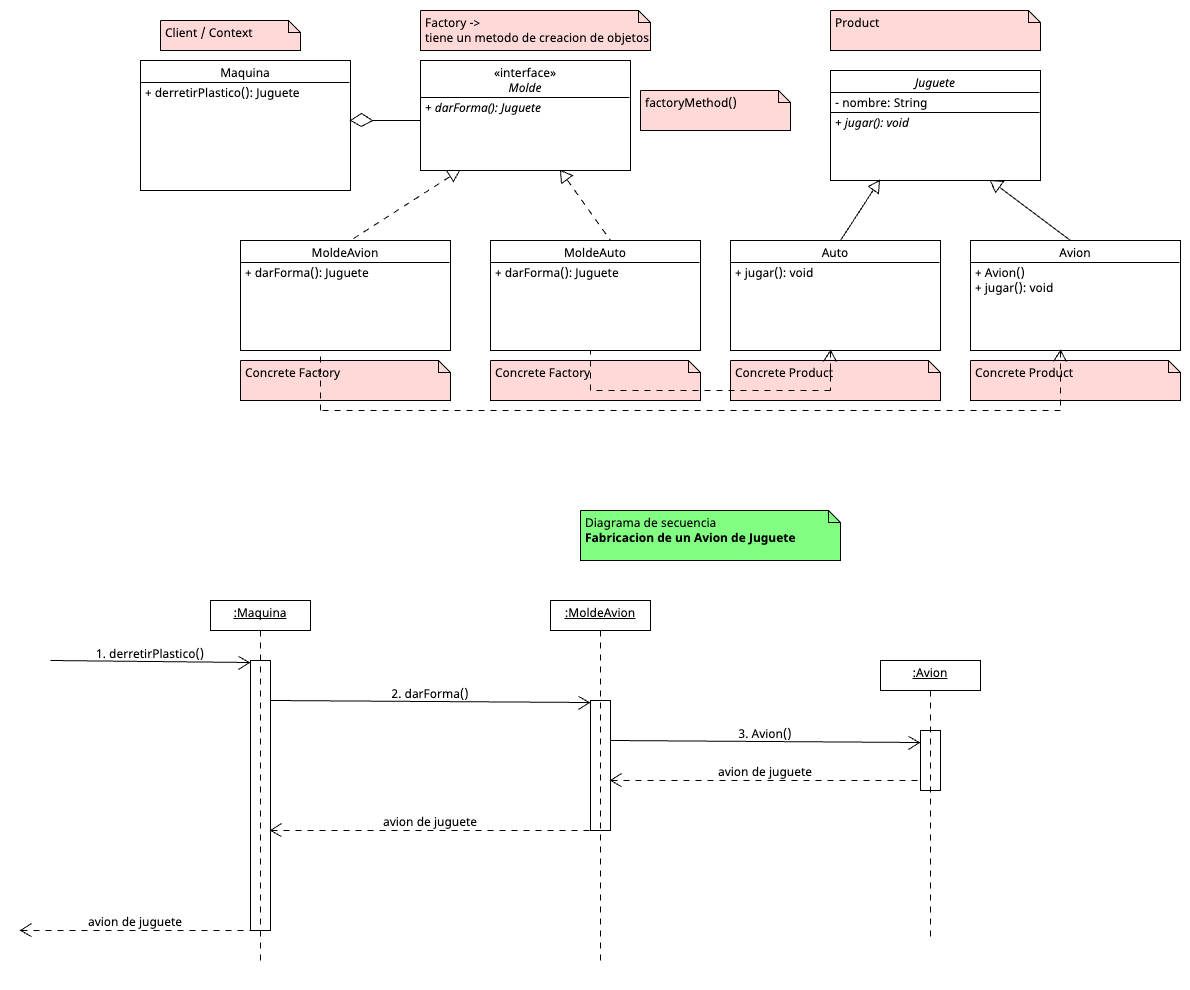 Client / Context
Factory ->
tiene un metodo de creacion de objetos
Product
Maquina
+ derretirPlastico(): Juguete
«interface»
Molde
+ darForma(): Juguete
factoryMethod()
Juguete
- nombre: String
+ jugar(): void
MoldeAvion
+ darForma(): Juguete
MoldeAuto
+ darForma(): Juguete
Auto
+ jugar(): void
Avion
+ Avion()
+ jugar(): void
Concrete Factory
Concrete Factory
Concrete Product
Concrete Product
Diagrama de secuencia
Fabricacion de un Avion de Juguete
:Maquina
:MoldeAvion
:Avion
1. derretirPlastico()
2. darForma()
3. Avion()
avion de juguete
avion de juguete
avion de juguete